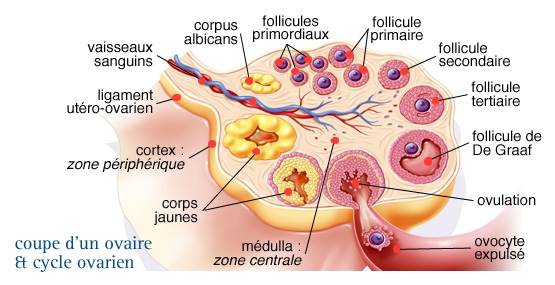 vaisseaux
sanguins
corpus
albicans
follicules
primordiaux
follicule
primaire
follicule
secondaire
follicule
tertiaire
follicule de
De Graaf
ovulation
ovocyte
expulsé
ligament
utéro-ovarien
cortex :
zone périphérique
corps
jaunes
médulla :
zone centrale
coupe d'un ovaire
& cycle ovarien